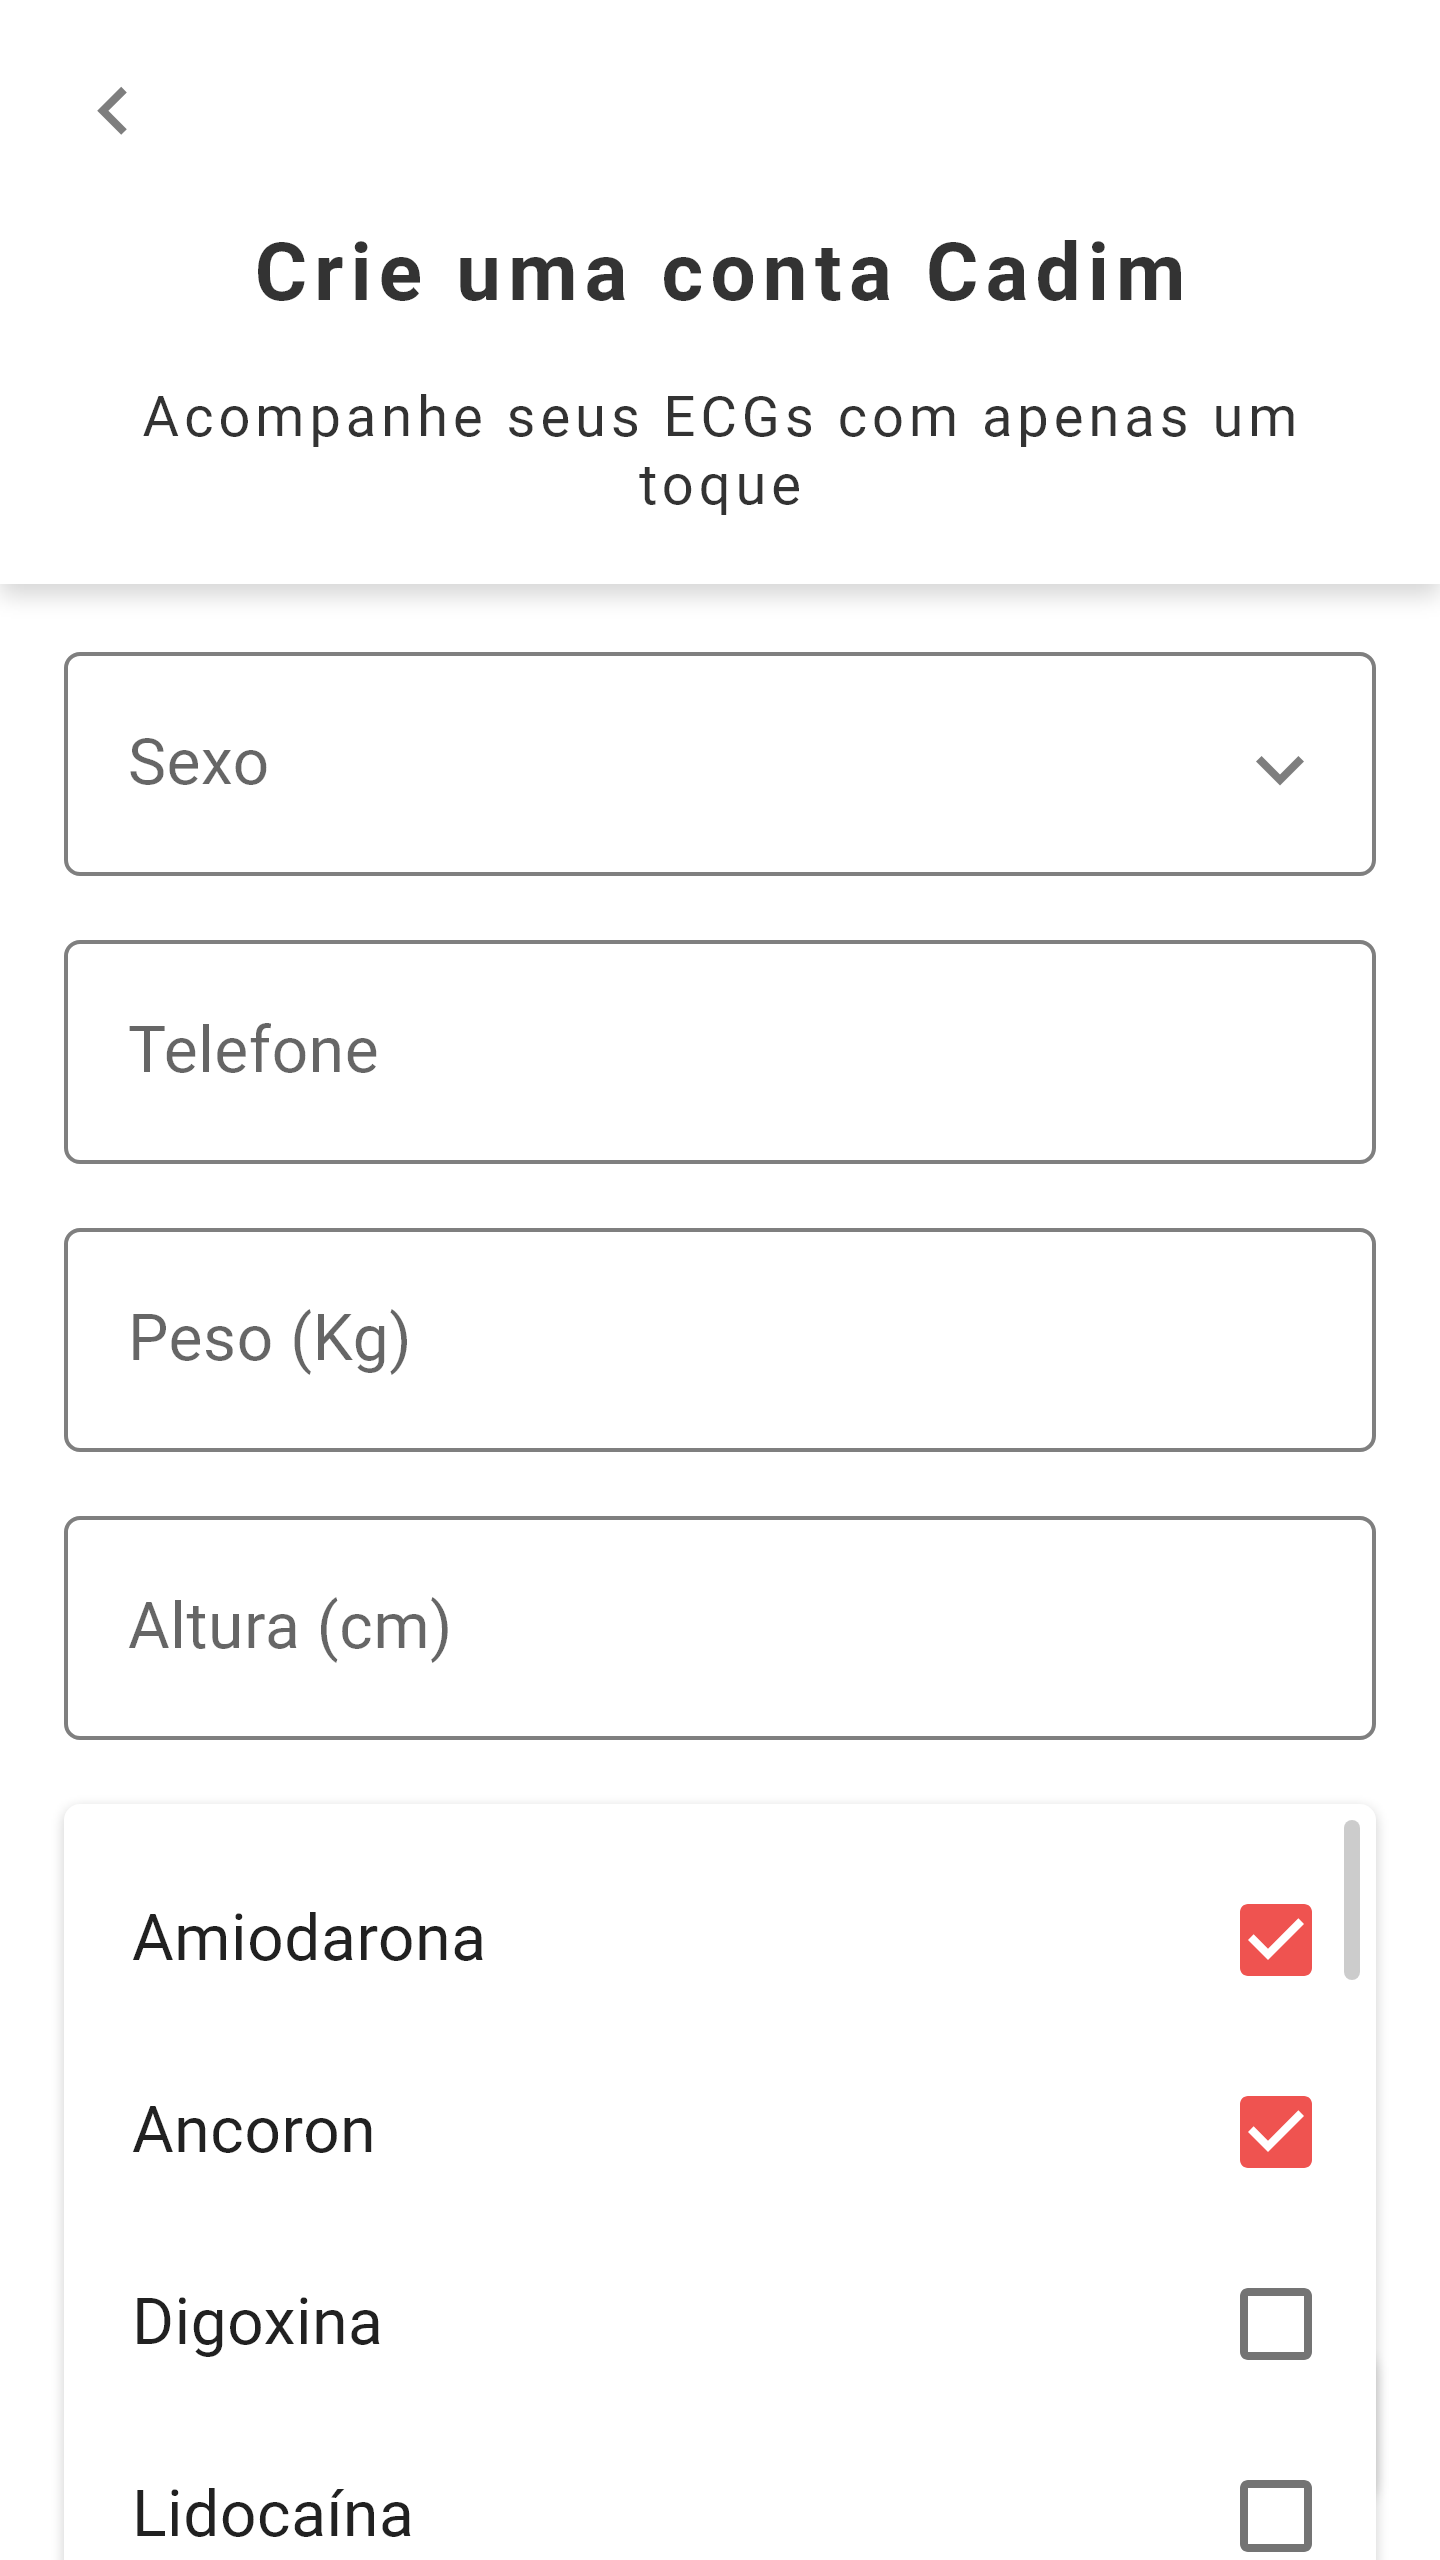 Crie uma conta Cadim
Acompanhe seus ECGs com apenas um
toque
Sexo
Telefone
Peso (Kg)
Altura (cm)
Amiodarona
Ancoron
Digoxina
Lidocaína